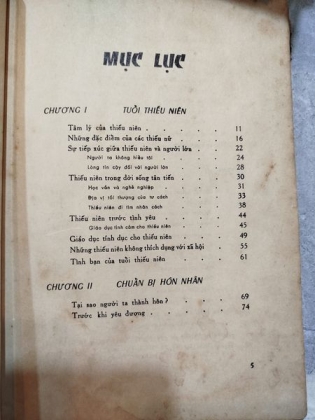 MỤC LỤC
CHƯƠNG I TUỔI THIẾU NIÊN
Tâm lý của thiếu niên . . . . . 11
Những đặc điểm của các thiếu nữ . . . 16
Sự tiếp xúc giữa thiếu niên và người lớn . . 22
Người ta không hiểu tôi . . . . 24
Lòng tin cậy đối với người lớn . . . 28
Thiếu niên trong đời sống tân tiến . . . 30
Học vấn và nghề nghiệp . . . . 31
Địa vị tối thượng của tư cách . . . 33
Thiếu niên đi tìm nhân cách . . . 38
Thiếu niên trước tình yêu . . . . 44
Giáo dục tình cảm cho thiếu niên . . . 45
Giáo dục tính dục cho thiếu niên . . . 49
Những thiếu niên không thích dụng với xã hội . 55
Tình bạn của tuổi thiếu niên . . . . 61
CHƯƠNG II CHUẨN BỊ HÔN NHÂN
Tại sao người ta thành hôn ? . . . . 69
Trước khi yêu đương . . . . . 74
5